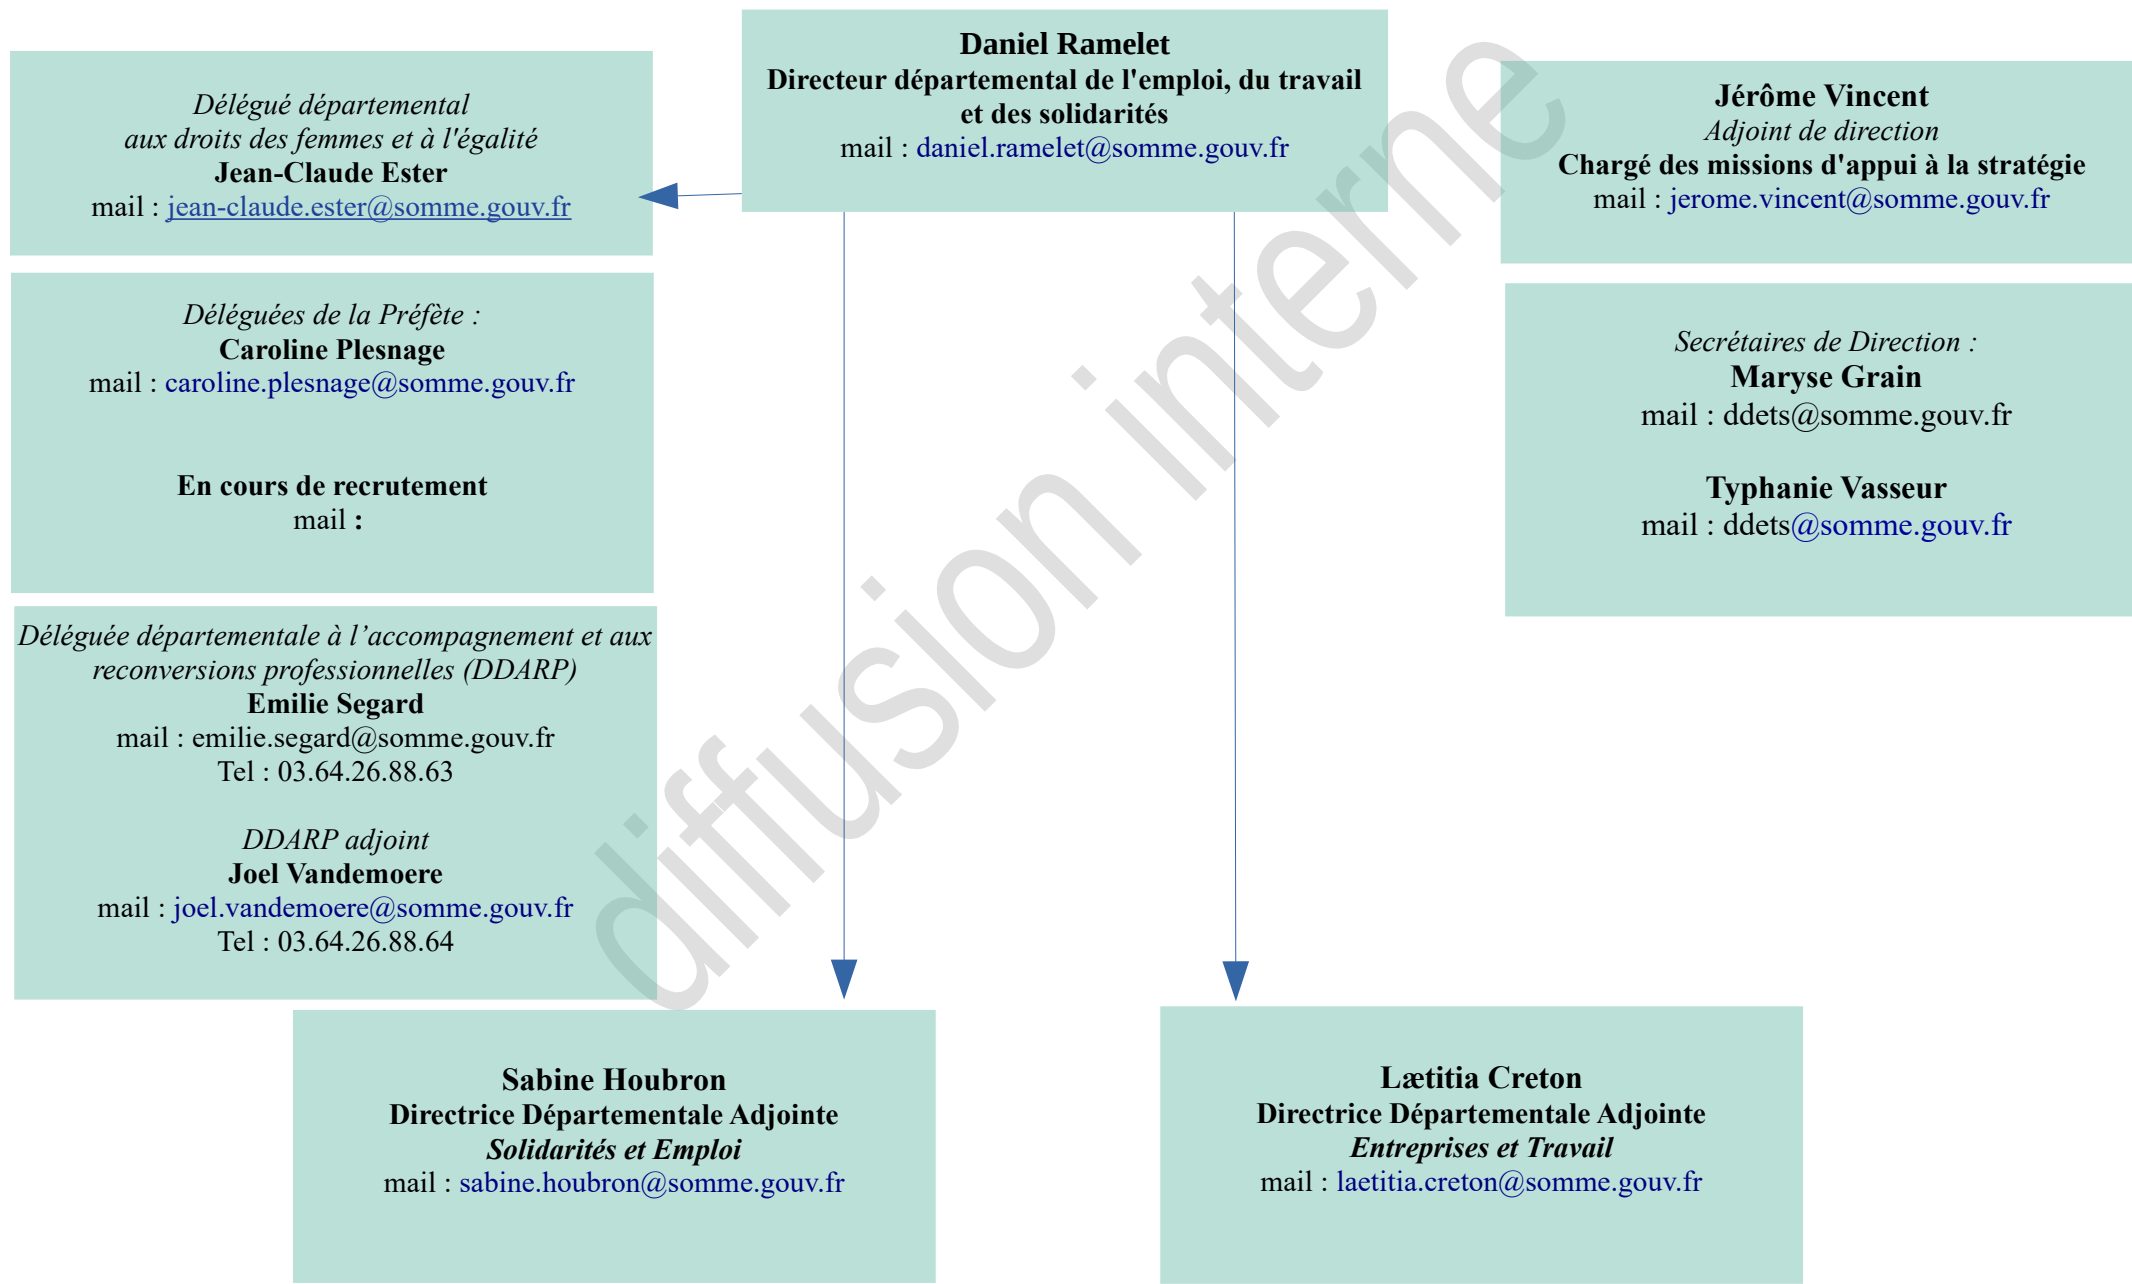 Daniel Ramelet
Directeur départemental de l'emploi, du travail
et des solidarités
mail : daniel.ramelet@somme.gouv.fr
Délégué départemental
aux droits des femmes et à l'égalité
Jean-Claude Ester
mail : jean-claude.ester@somme.gouv.fr
Jérôme Vincent
Adjoint de direction
Chargé des missions d'appui à la stratégie
mail : jerome.vincent@somme.gouv.fr
Déléguées de la Préfète :
Caroline Plesnage
mail : caroline.plesnage@somme.gouv.fr
En cours de recrutement
mail :
Secrétaires de Direction :
Maryse Grain
mail : ddets@somme.gouv.fr
Typhanie Vasseur
mail : ddets@somme.gouv.fr
Déléguée départementale à l’accompagnement et aux
reconversions professionnelles (DDARP)
Emilie Segard
mail : emilie.segard@somme.gouv.fr
Tel : 03.64.26.88.63
DDARP adjoint
Joel Vandemoere
mail : joel.vandemoere@somme.gouv.fr
Tel : 03.64.26.88.64
Sabine Houbron
Directrice Départementale Adjointe
Solidarités et Emploi
mail : sabine.houbron@somme.gouv.fr
Lætitia Creton
Directrice Départementale Adjointe
Entreprises et Travail
mail : laetitia.creton@somme.gouv.fr
diffusion interne